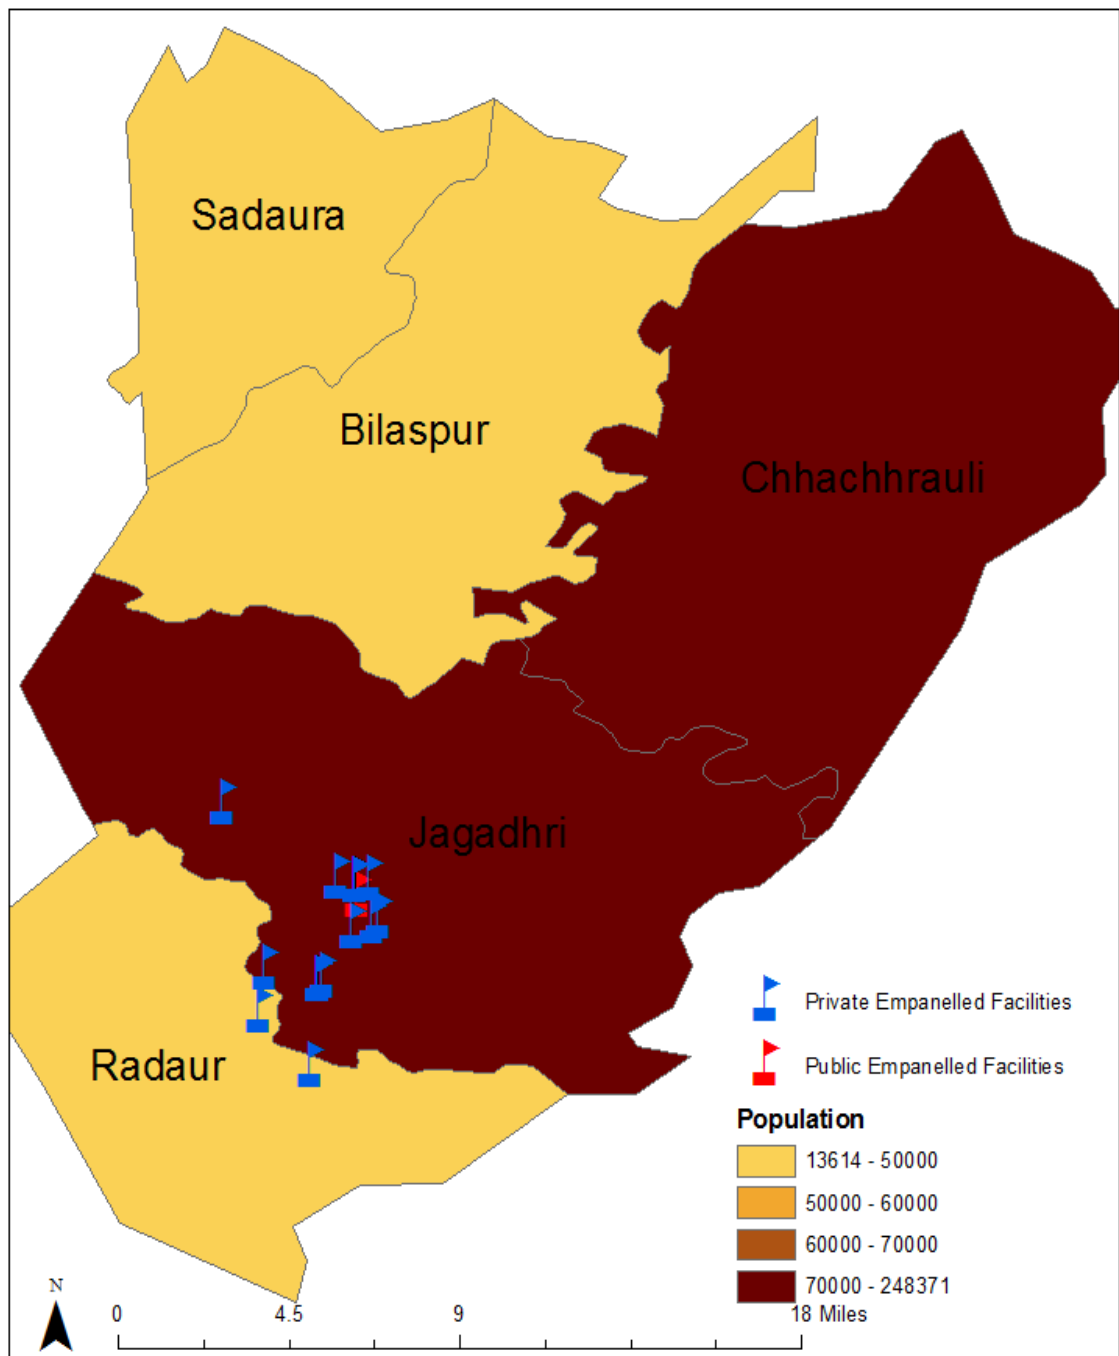 Sadaura
Bilaspur
Chhachhrauli
Jagadhri
Radaur
Private Empanelled Facilities
Public Empanelled Facilities
Population
13614 - 50000
50000 - 60000
60000 - 70000
70000 - 248371
N
0 4.5 9 18 Miles